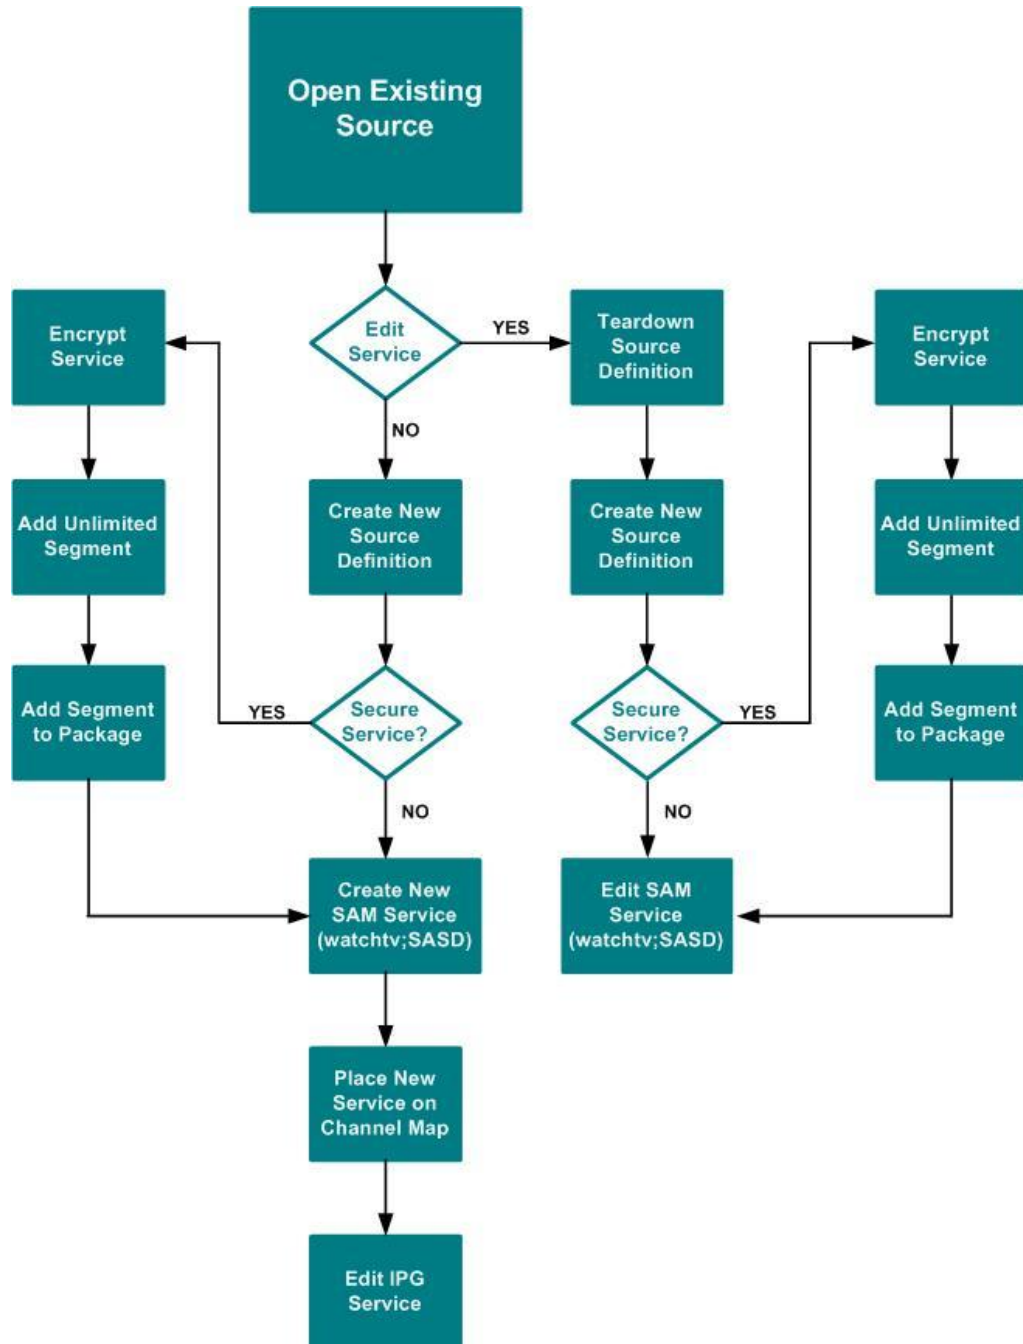 Open Existing
Source
Edit
Service
YES
NO
Teardown
Source
Definition
Encrypt
Service
Encrypt
Service
Add Unlimited
Segment
Create New
Source
Definition
Create New
Source
Definition
Add Unlimited
Segment
Add Segment
to Package
YES
Secure
Service?
NO
Secure
Service?
YES
NO
Add Segment
to Package
Create New
SAM Service
(watchtv;SASD)
Edit SAM
Service
(watchtv;SASD)
Place New
Service on
Channel Map
Edit IPG
Service